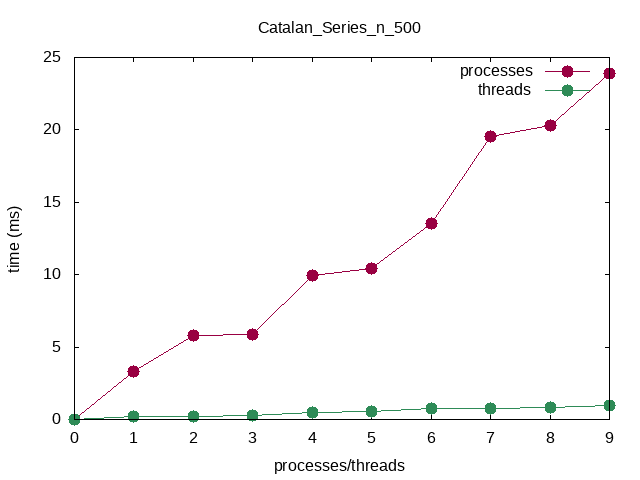 Catalan_Series_n_500
25
20
15
10
5
0
time (ms)
processes
threads
0 1 2 3 4 5 6 7 8 9
processes/threads